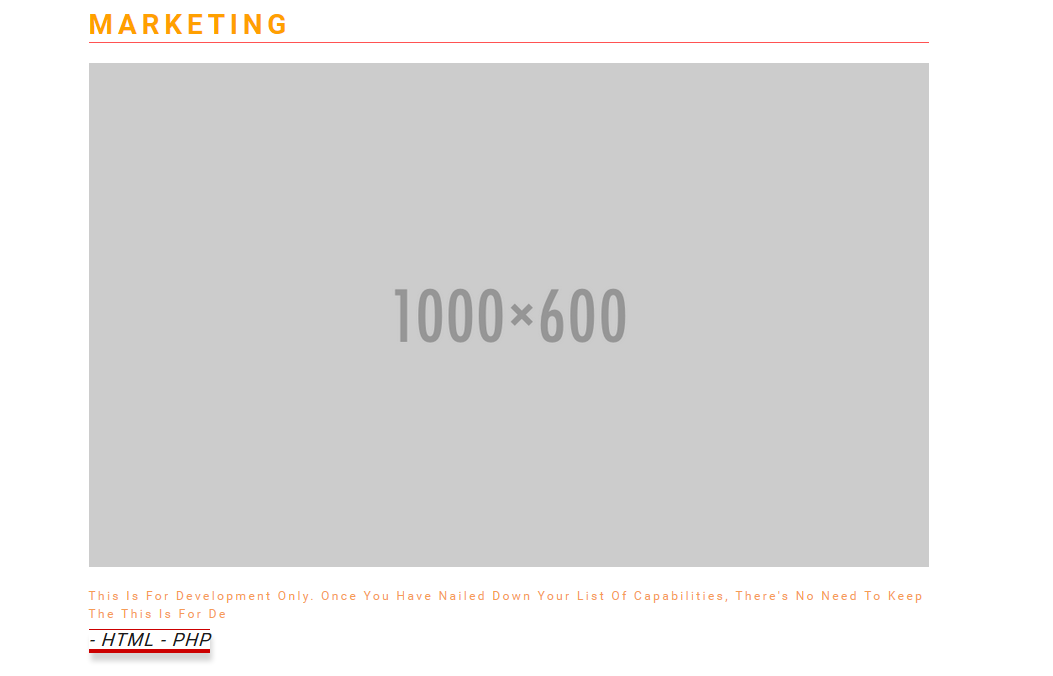 MARKETING
1000×600
This Is For Development Only. Once You Have Nailed Down Your List Of Capabilities, There's No Need To Keep
The This Is For De
- HTML - PHP